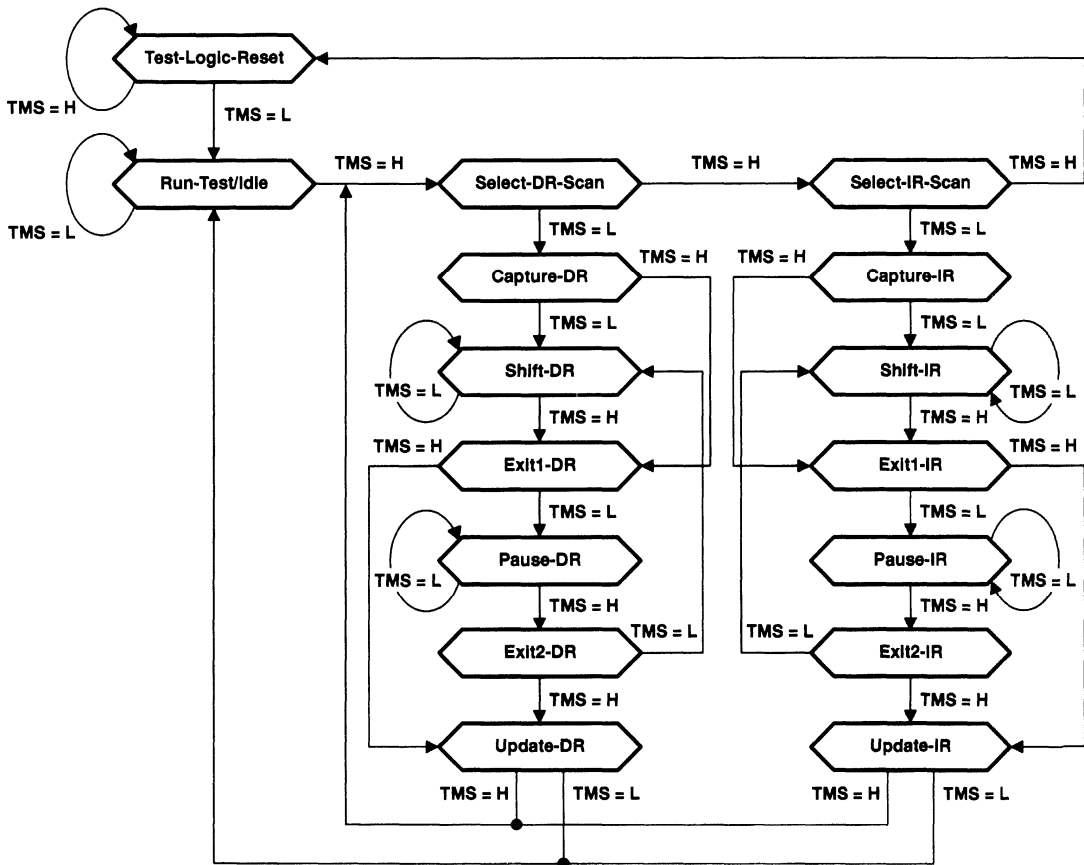 Test-Logic-Reset
TMS = H
TMS = L
TMS = H
TMS = H
TMS = H
Run-Test/Idle
Select-DR-Scan
Select-IR-Scan
TMS = L
TMS = L
TMS = L
TMS = H
TMS = H
Capture-DR
Capture-IR
TMS = L
TMS = L
Shift-DR
Shift-IR
TMS = L
TMS = L
TMS = H
TMS = H
TMS = H
TMS = H
Exit1-DR
Exit1-IR
TMS = L
TMS = L
Pause-DR
Pause-IR
TMS = L
TMS = L
TMS = H
TMS = H
TMS = L
TMS = L
Exit2-DR
Exit2-IR
TMS = H
TMS = H
Update-DR
Update-IR
TMS = H
TMS = L
TMS = H
TMS = L